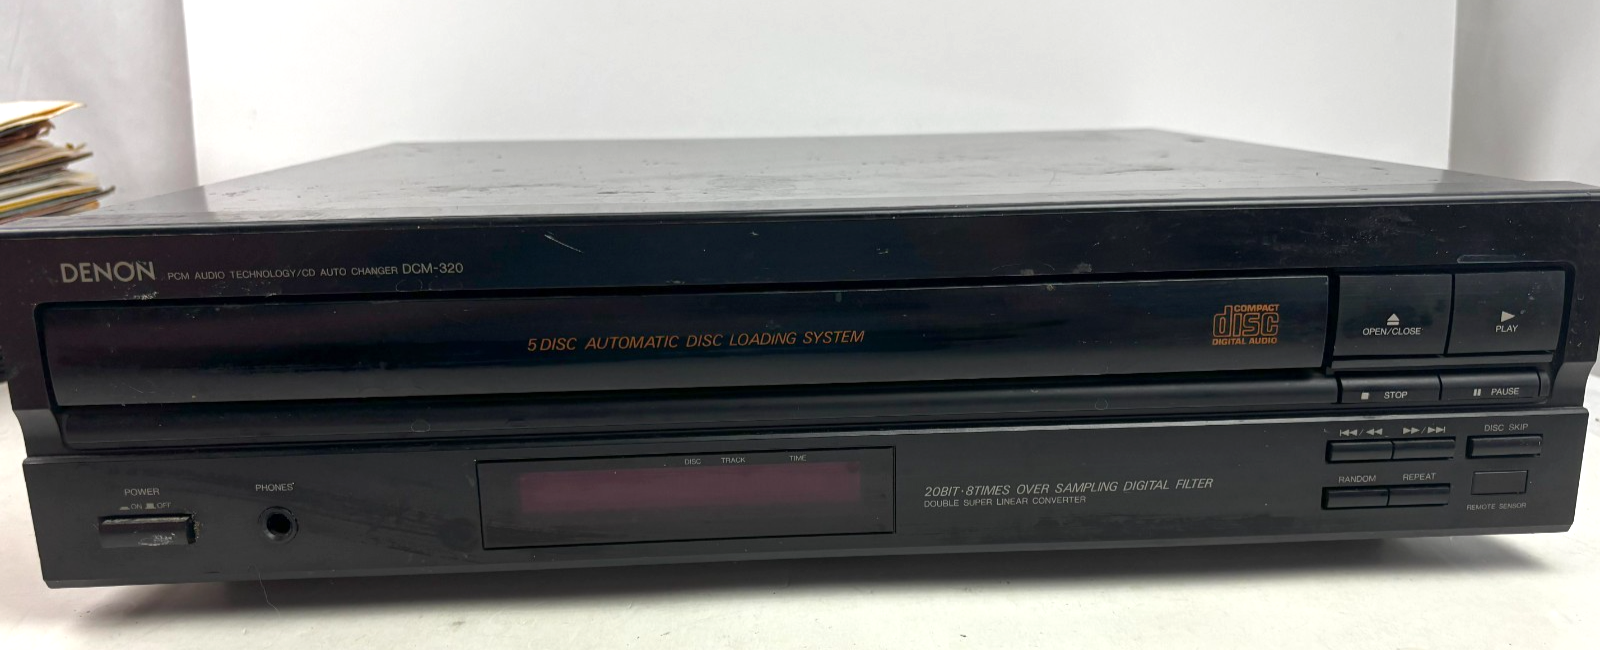 DENON PCM AUDIO TECHNOLOGY/CD AUTO CHANGER DCM-320
5 DISC AUTOMATIC DISC LOADING SYSTEM
COMPACT
disc
DIGITAL AUDIO
OPEN/CLOSE
PLAY
STOP
PAUSE
DISC SKIP
RANDOM
REPEAT
REMOTE SENSOR
POWER
ON OFF
PHONES
DISC TRACK TIME
20BIT·8TIMES OVER SAMPLING DIGITAL FILTER
DOUBLE SUPER LINEAR CONVERTER